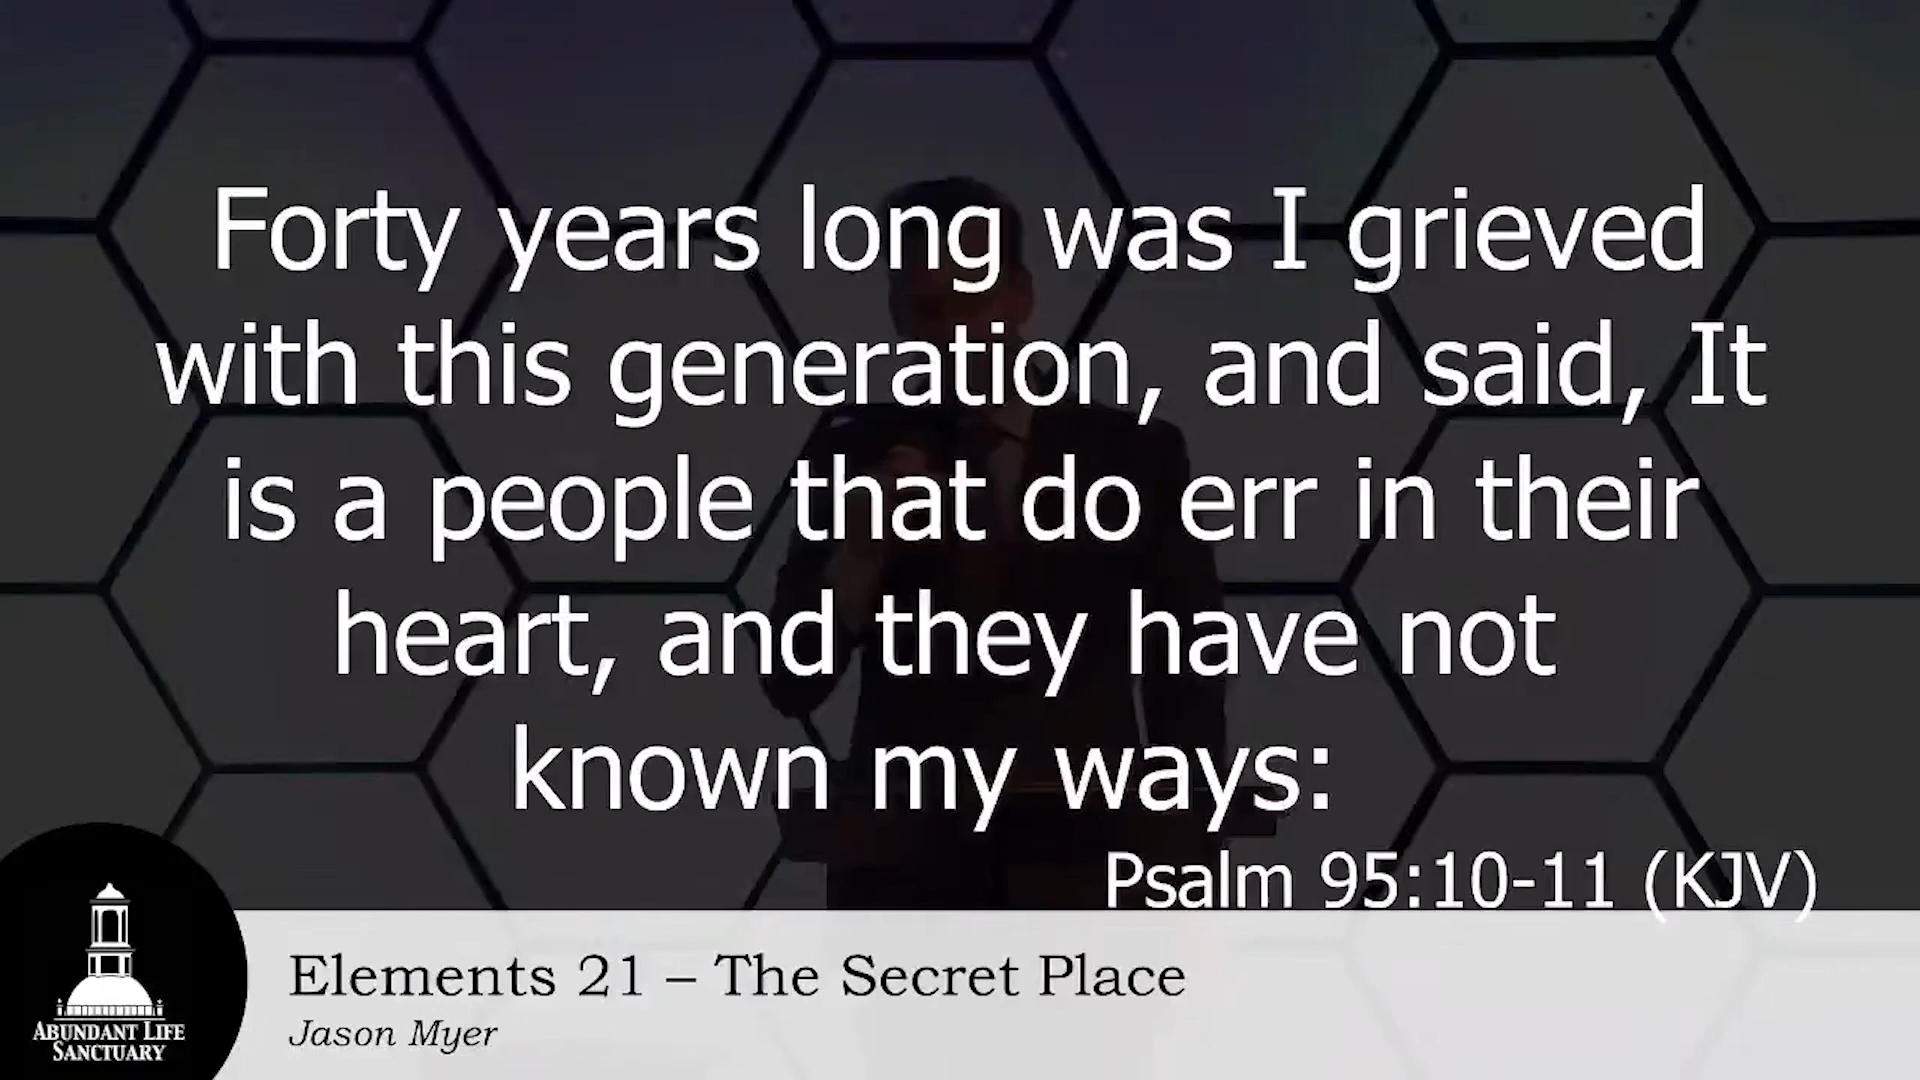 Forty years long was I grieved
with this generation, and said, It
is a people that do err in their
heart, and they have not
known my ways:
Psalm 95:10-11 (KJV)
Elements 21 – The Secret Place
Jason Myer
ABUNDANT LIFE
SANCTUARY